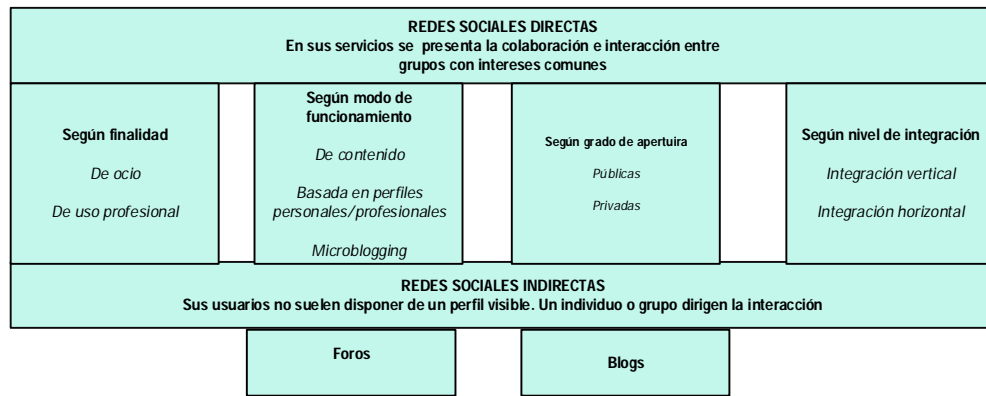 REDES SOCIALES DIRECTAS
En sus servicios se presenta la colaboración e interacción entre
grupos con intereses comunes
Según finalidad
De ocio
De uso profesional
Según modo de
funcionamiento
De contenido
Basada en perfiles
personales/profesionales
Microblogging
Según grado de apertuira
Públicas
Privadas
Según nivel de integración
Integración vertical
Integración horizontal
REDES SOCIALES INDIRECTAS
Sus usuarios no suelen disponer de un perfil visible. Un individuo o grupo dirigen la interacción
Foros
Blogs